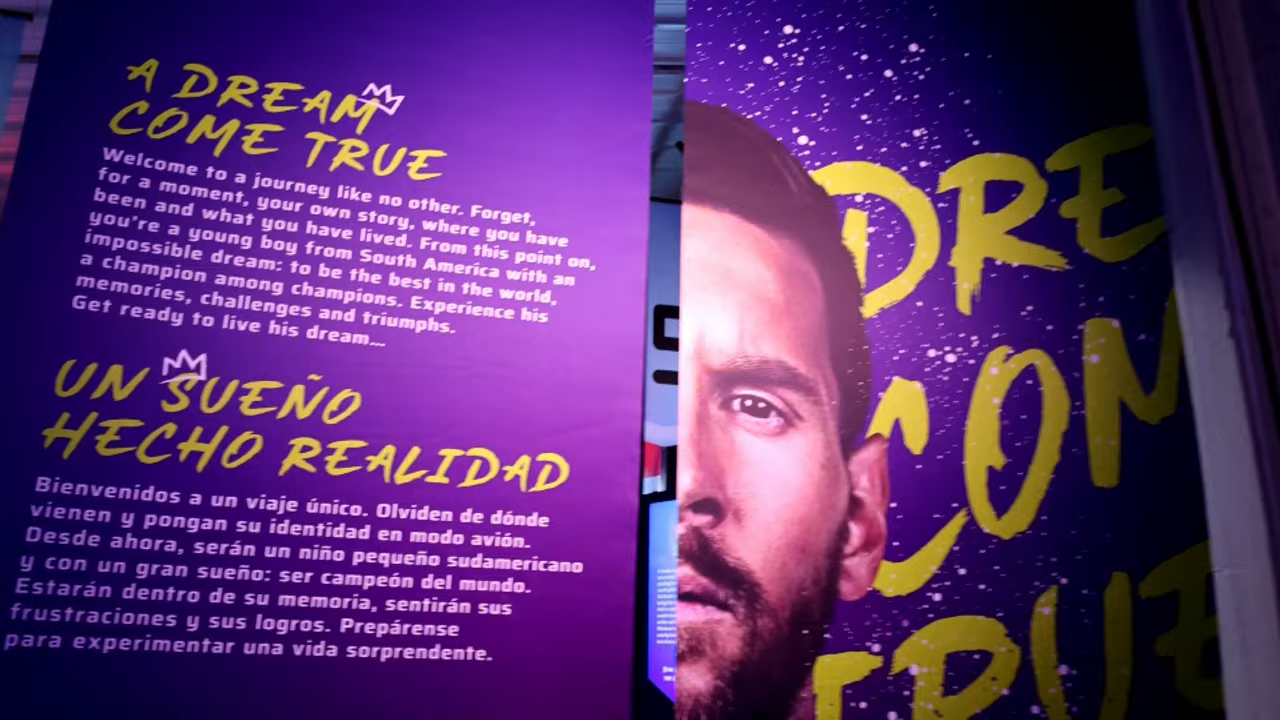 A DREAM
COME TRUE
Welcome to a journey like no other. Forget,
for a moment, your own story, where you have
been and what you have lived. From this point on,
you're a young boy from South America with an
impossible dream: to be the best in the world,
a champion among champions. Experience his
memories, challenges and triumphs.
Get ready to live his dream...
UN SUEÑO
HECHO REALIDAD
Bienvenidos a un viaje único. Olviden de dónde
vienen y pongan su identidad en modo avión.
Desde ahora, serán un niño pequeño sudamericano
y con un gran sueño: ser campeón del mundo.
Estarán dentro de su memoria, sentirán sus
frustraciones y sus logros. Prepárense
para experimentar una vida sorprendente.
DRE
COM
TRUE